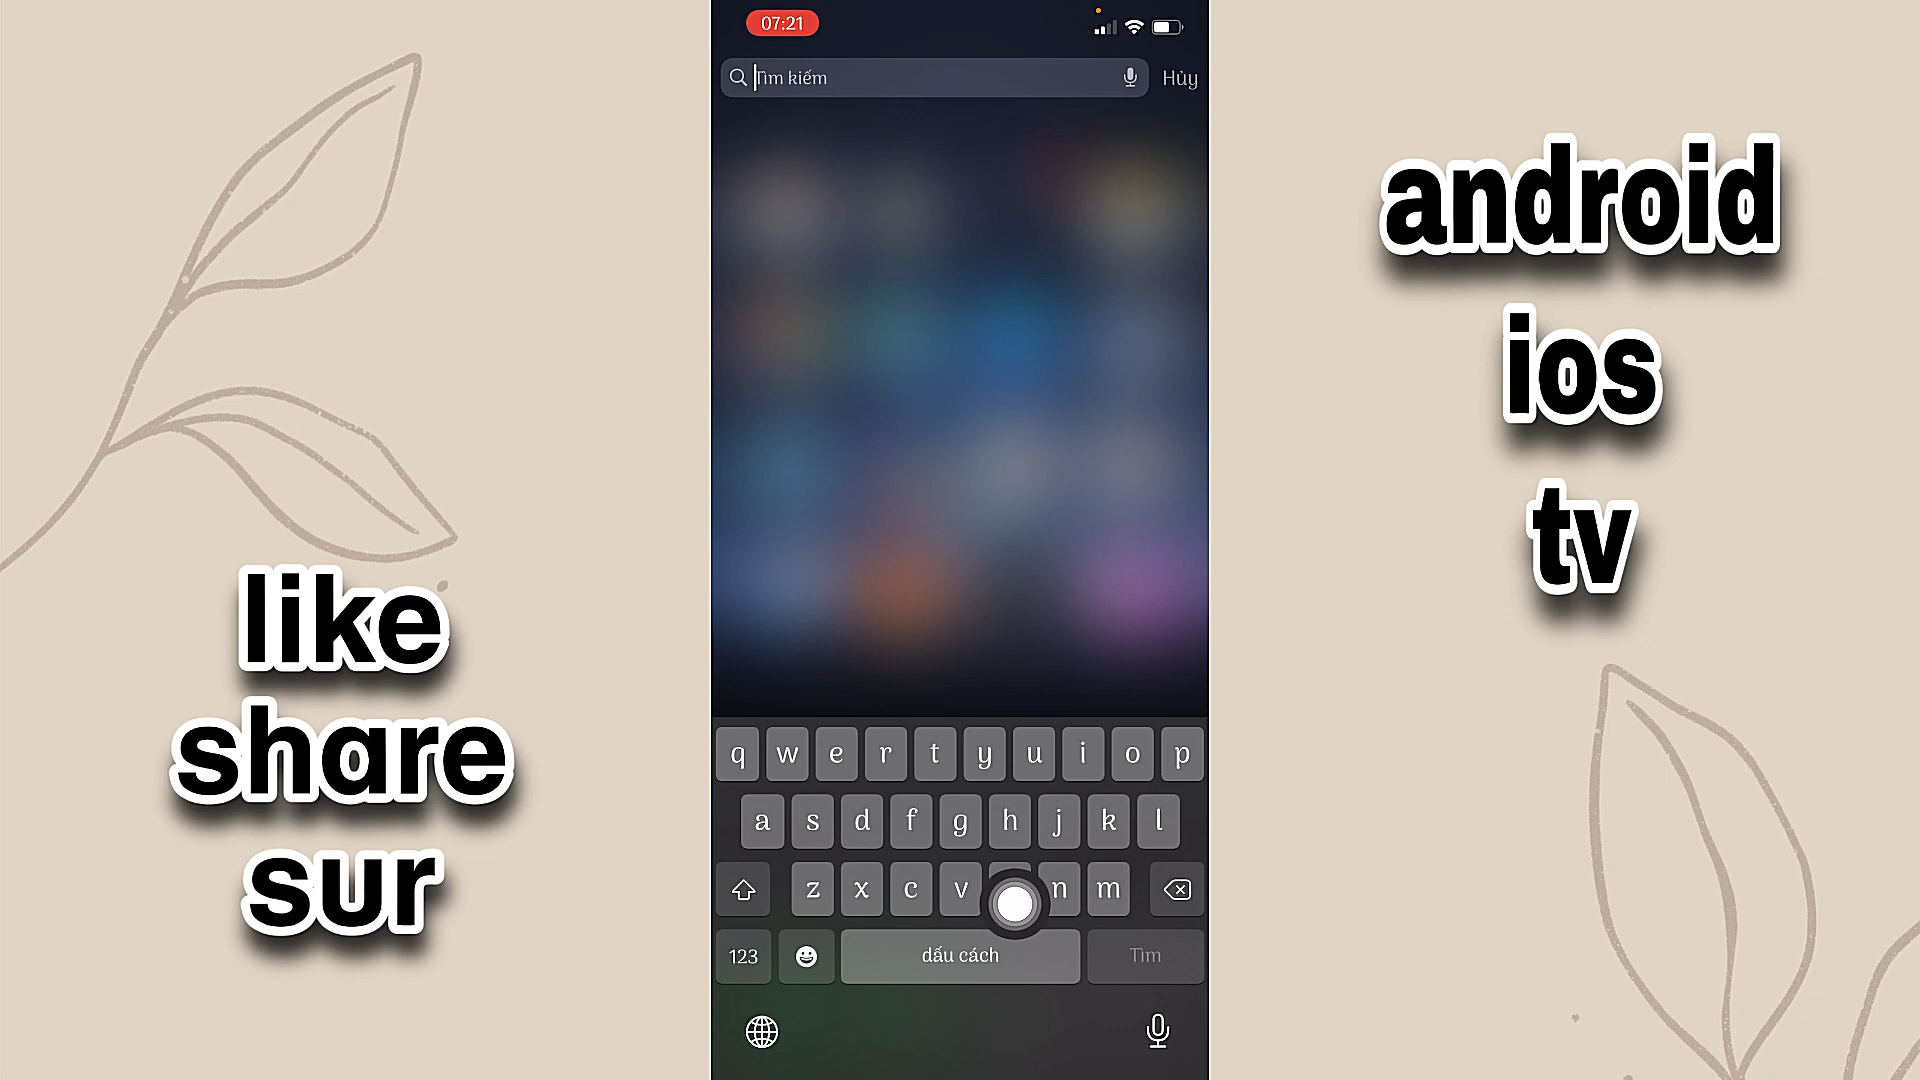 07:21
Tìm kiếm
Hủy
android
ios
tv
like
share
sur
q w e r t y u i o p
a s d f g h j k l
z x c v n m
123
dấu cách
Tìm